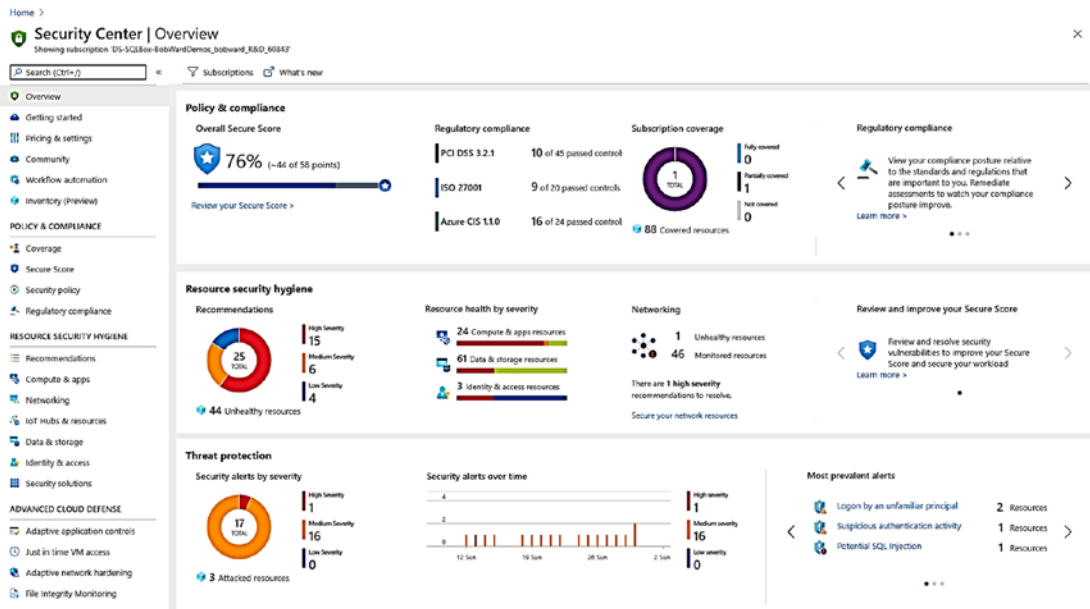 Home >
Security Center | Overview
Showing subscription 'DS-SQLBox-BobWardDemos_bobward_R&D_60843'
Search (Ctrl+/)
«
Subscriptions
What's new
Overview
Getting started
Pricing & settings
Community
Workflow automation
Inventory (Preview)
POLICY & COMPLIANCE
Coverage
Secure Score
Security policy
Regulatory compliance
RESOURCE SECURITY HYGIENE
Recommendations
Compute & apps
Networking
IoT Hubs & resources
Data & storage
Identity & access
Security solutions
ADVANCED CLOUD DEFENSE
Adaptive application controls
Just in time VM access
Adaptive network hardening
File Integrity Monitoring
Policy & compliance
Overall Secure Score
76% (~44 of 58 points)
Review your Secure Score >
Regulatory compliance
PCI DSS 3.2.1 10 of 45 passed control
ISO 27001 9 of 20 passed controls
Azure CIS 1.1.0 16 of 24 passed control
Subscription coverage
1
TOTAL
Fully covered
0
Partially covered
1
Not covered
0
88 Covered resources
Regulatory compliance
View your compliance posture relative
to the standards and regulations that
are important to you. Remediate
assessments to watch your compliance
posture improve.
Learn more >
Resource security hygiene
Recommendations
25
TOTAL
High Severity
15
Medium Severity
6
Low Severity
4
44 Unhealthy resources
Resource health by severity
24 Compute & apps resources
61 Data & storage resources
3 Identity & access resources
Networking
1 Unhealthy resources
46 Monitored resources
There are 1 high severity
recommendations to resolve.
Secure your network resources
Review and improve your Secure Score
Review and resolve security
vulnerabilities to improve your Secure
Score and secure your workload
Learn more >
Threat protection
Security alerts by severity
17
TOTAL
High Severity
1
Medium Severity
16
Low Severity
0
3 Attacked resources
Security alerts over time
4
2
0
12 Sun 19 Sun 26 Sun 2 Sun
High severity
1
Medium severity
16
Low severity
0
Most prevalent alerts
Logon by an unfamiliar principal 2 Resources
Suspicious authentication activity 1 Resources
Potential SQL Injection 1 Resources